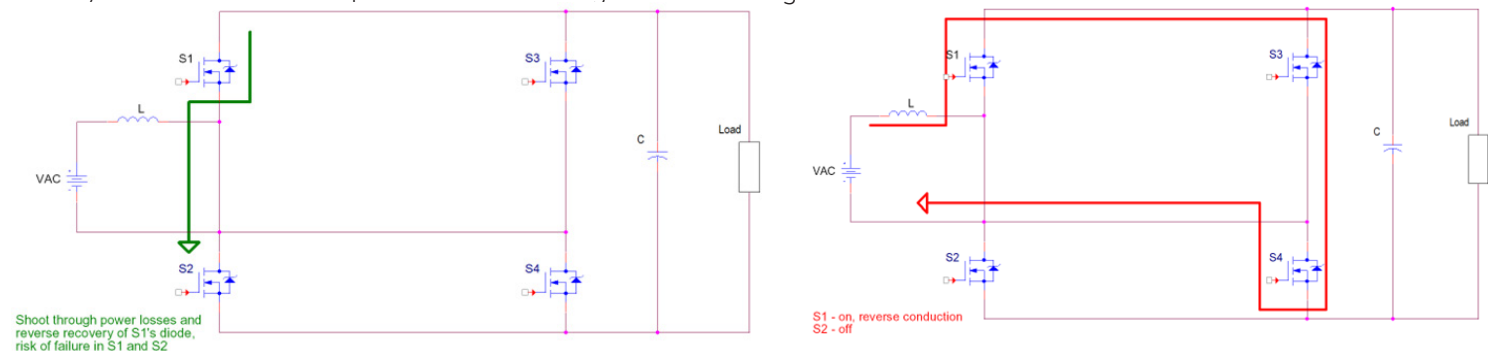 S1
S3
L
C
Load
VAC
S2
S4
Shoot through power losses and
reverse recovery of S1's diode,
risk of failure in S1 and S2
S1
S3
L
C
Load
VAC
S2
S4
S1 - on, reverse conduction
S2 - off